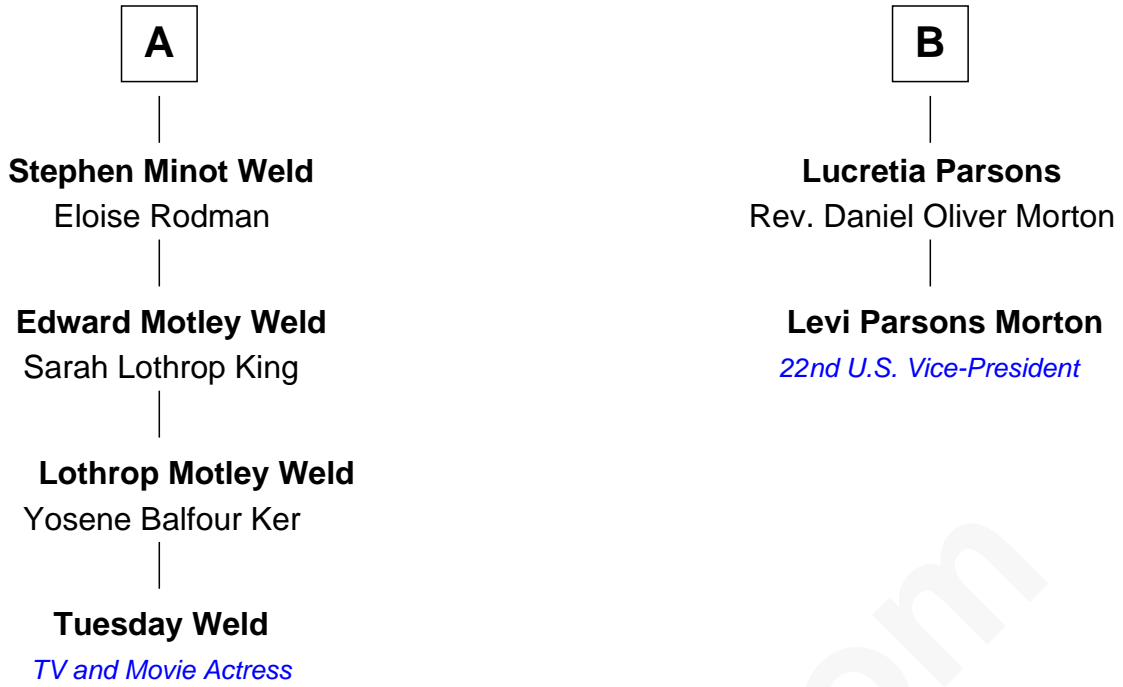 A
Stephen Minot Weld
Eloise Rodman
Edward Motley Weld
Sarah Lothrop King
Lothrop Motley Weld
Yosene Balfour Ker
Tuesday Weld
TV and Movie Actress
B
Lucretia Parsons
Rev. Daniel Oliver Morton
Levi Parsons Morton
22nd U.S. Vice-President
om